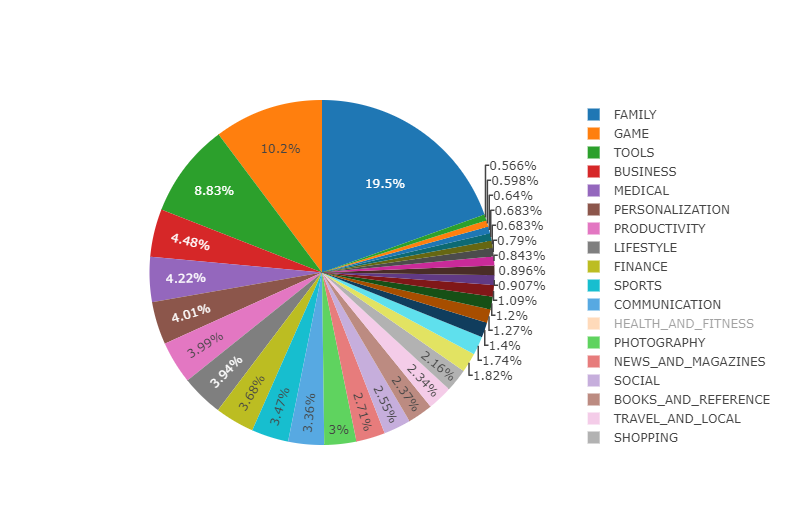 10.2%
19.5%
8.83%
4.48%
4.22%
4.01%
3.99%
3.94%
3.68%
3.47%
3.36%
3%
2.71%
2.55%
2.37%
2.34%
2.16%
0.566%
0.598%
0.64%
0.683%
0.683%
0.79%
0.843%
0.896%
0.907%
1.09%
1.2%
1.27%
1.4%
1.74%
1.82%
FAMILY
GAME
TOOLS
BUSINESS
MEDICAL
PERSONALIZATION
PRODUCTIVITY
LIFESTYLE
FINANCE
SPORTS
COMMUNICATION
HEALTH_AND_FITNESS
PHOTOGRAPHY
NEWS_AND_MAGAZINES
SOCIAL
BOOKS_AND_REFERENCE
TRAVEL_AND_LOCAL
SHOPPING